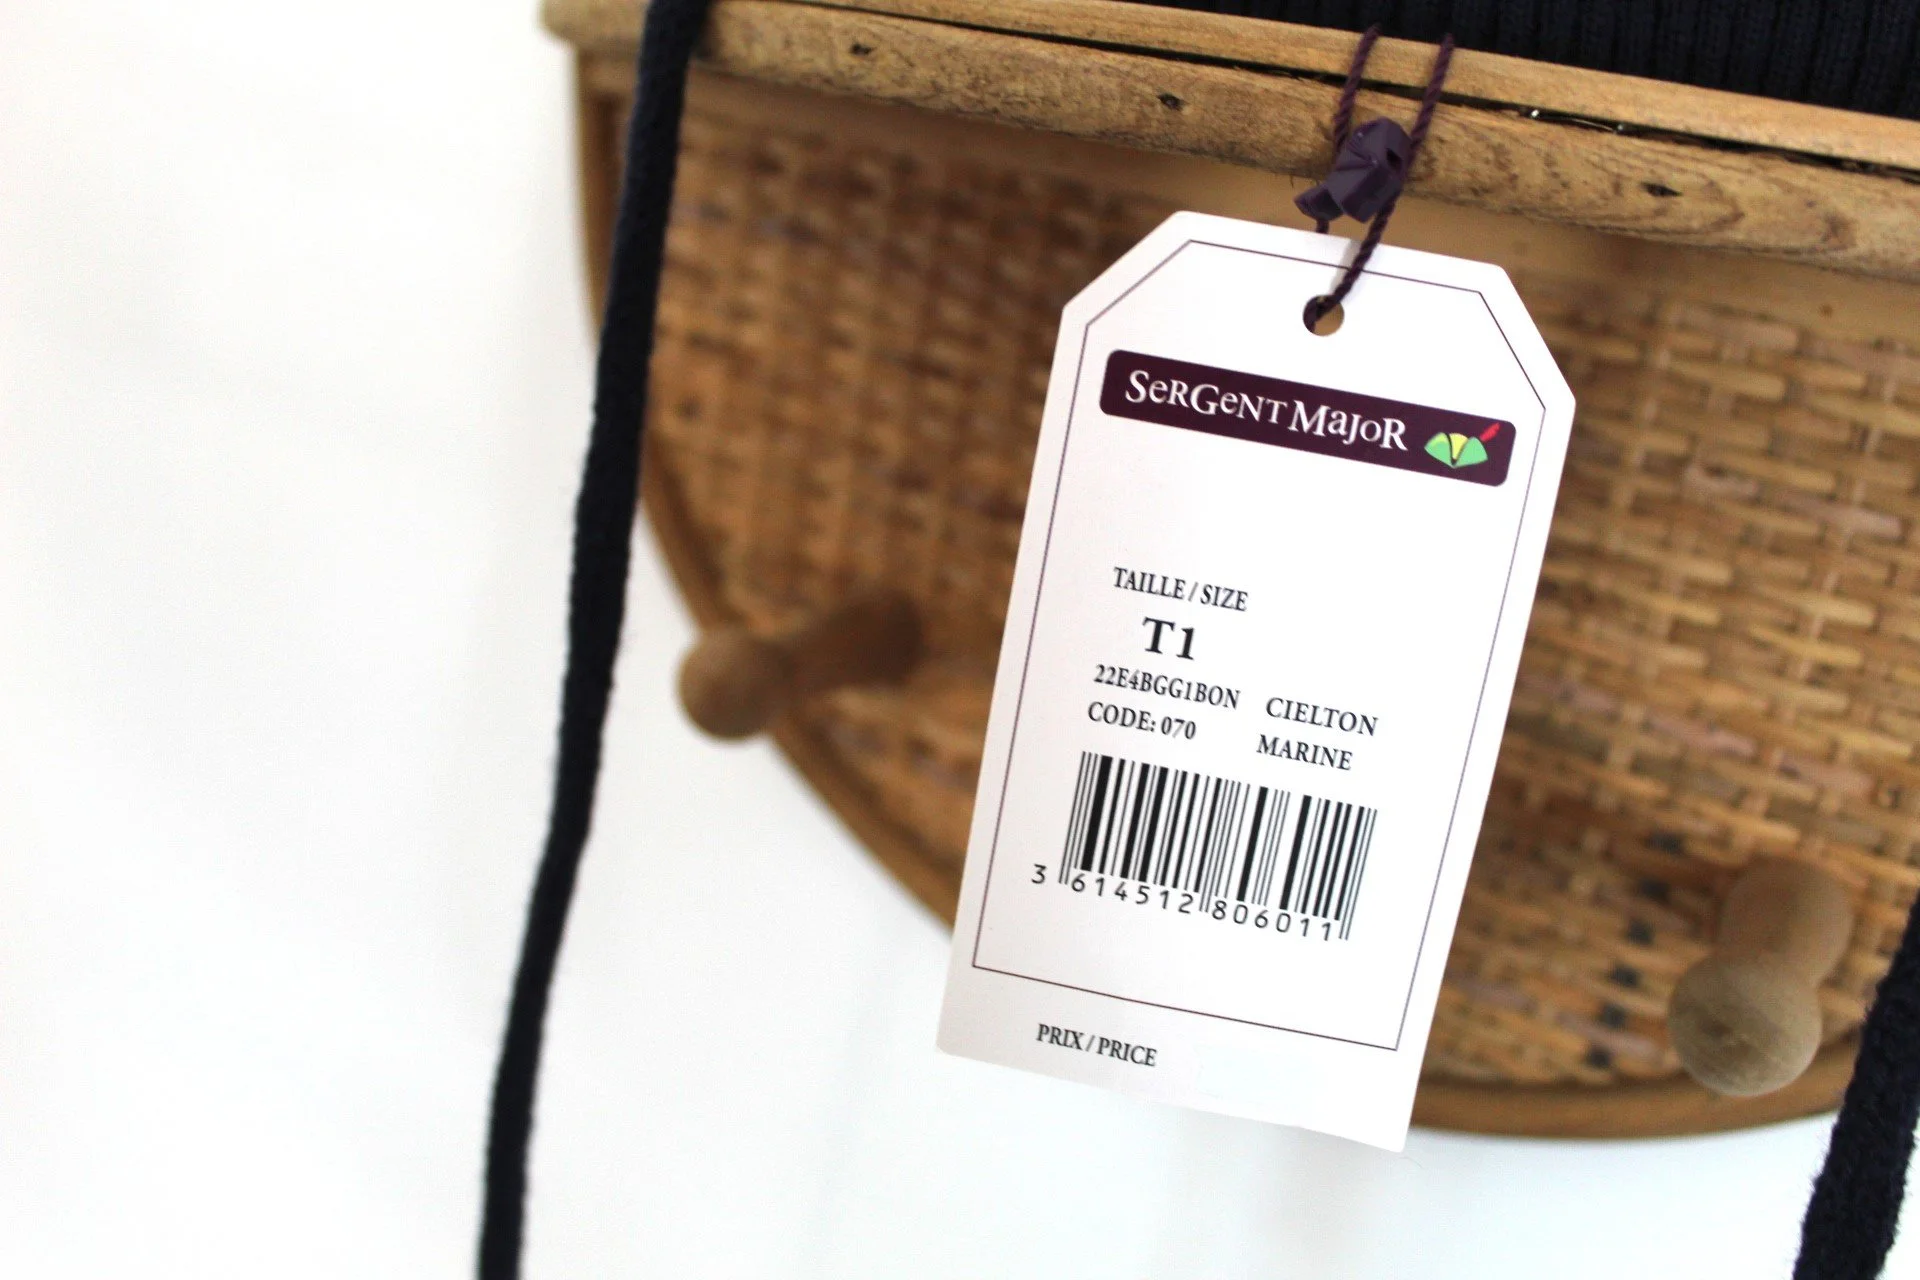 SeRGeNT MaJoR
TAILLE / SIZE
T1
22E4BGG1BON CIELTON
CODE: 070 MARINE
3 614512 806011
PRIX / PRICE